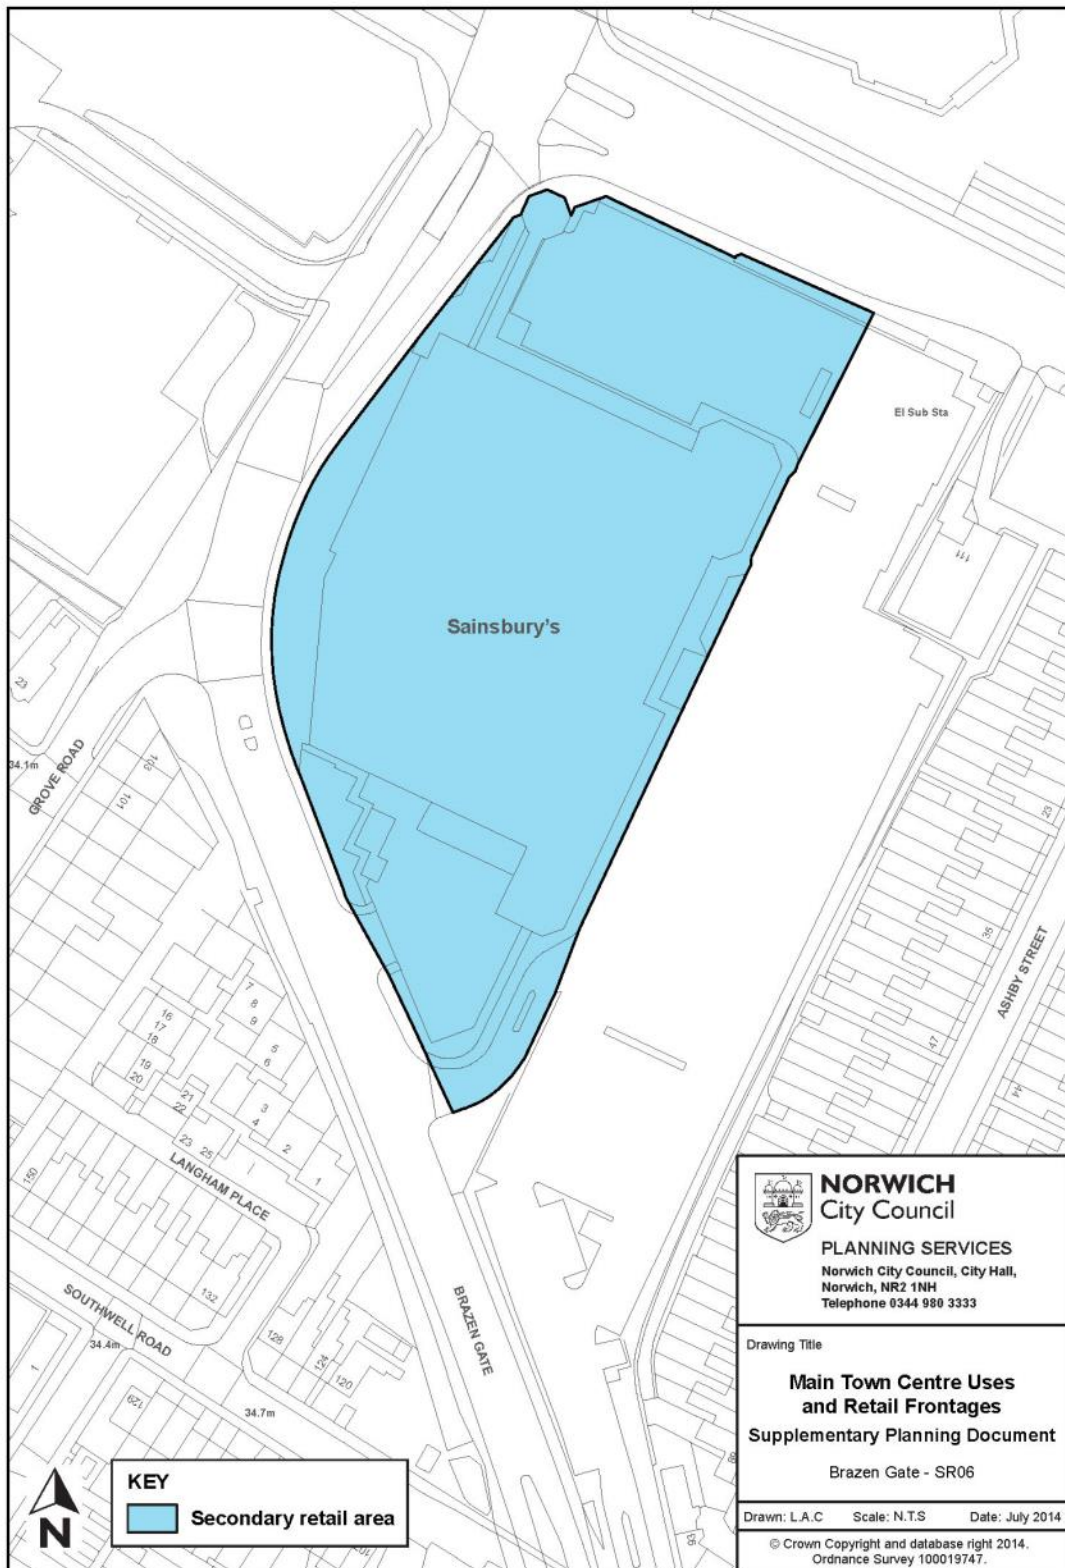 El Sub Sta
111
Sainsbury's
23
34.1m
GROVE ROAD
103
101
23
35
ASHBY STREET
47
44
7
8
9
16
17
18
5
6
19
20
21
22
3
4
2
23
25
1
LANGHAM PLACE
150
132
SOUTHWELL ROAD
34.4m
1
128
124
120
129
34.7m
BRAZEN GATE
93
NORWICH
City Council
PLANNING SERVICES
Norwich City Council, City Hall,
Norwich, NR2 1NH
Telephone 0344 980 3333
Drawing Title
Main Town Centre Uses
and Retail Frontages
Supplementary Planning Document
Brazen Gate - SR06
Drawn: L.A.C Scale: N.T.S Date: July 2014
© Crown Copyright and database right 2014.
Ordnance Survey 100019747.
KEY
Secondary retail area
N